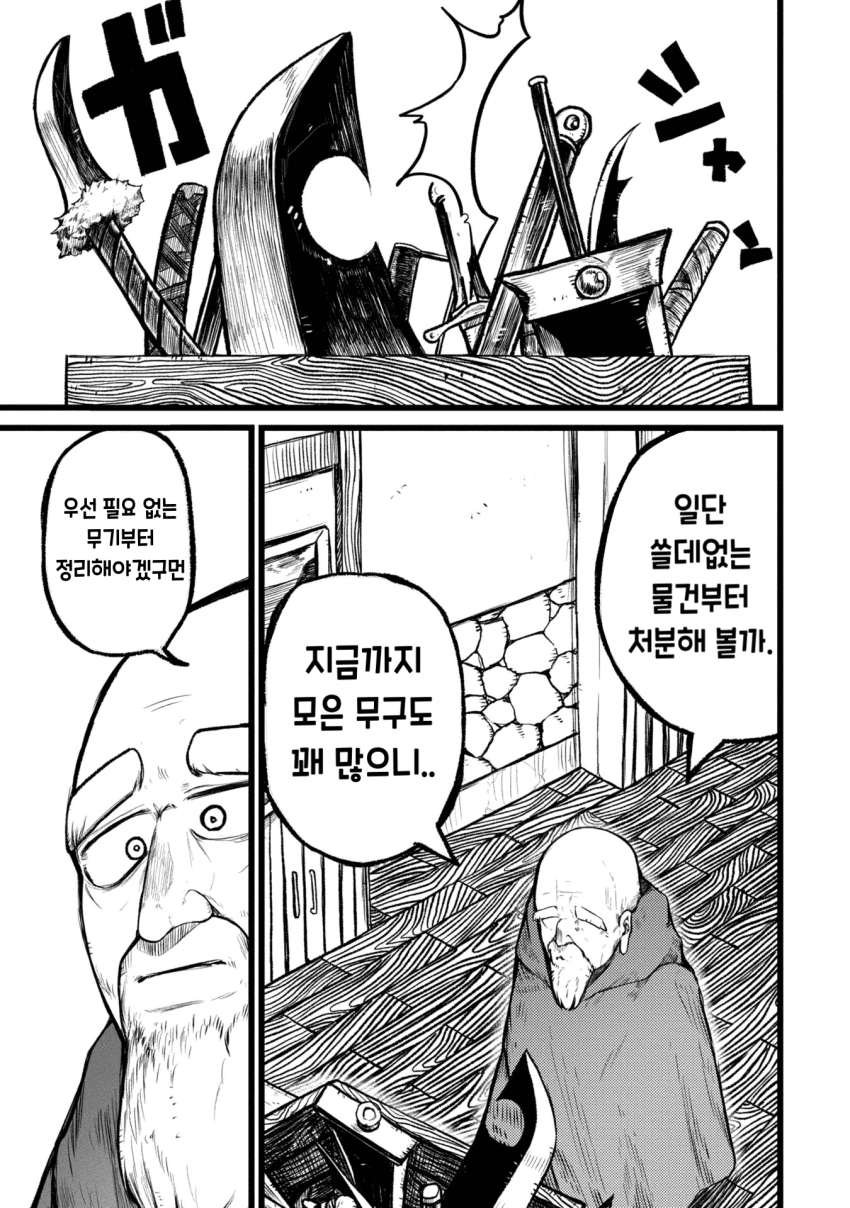 ガ
シャ
일단
쓸데없는
물건부터
처분해 볼까.
지금까지
모은 무구도
꽤 많으니..
우선 필요 없는
무기부터
정리해야겠구먼